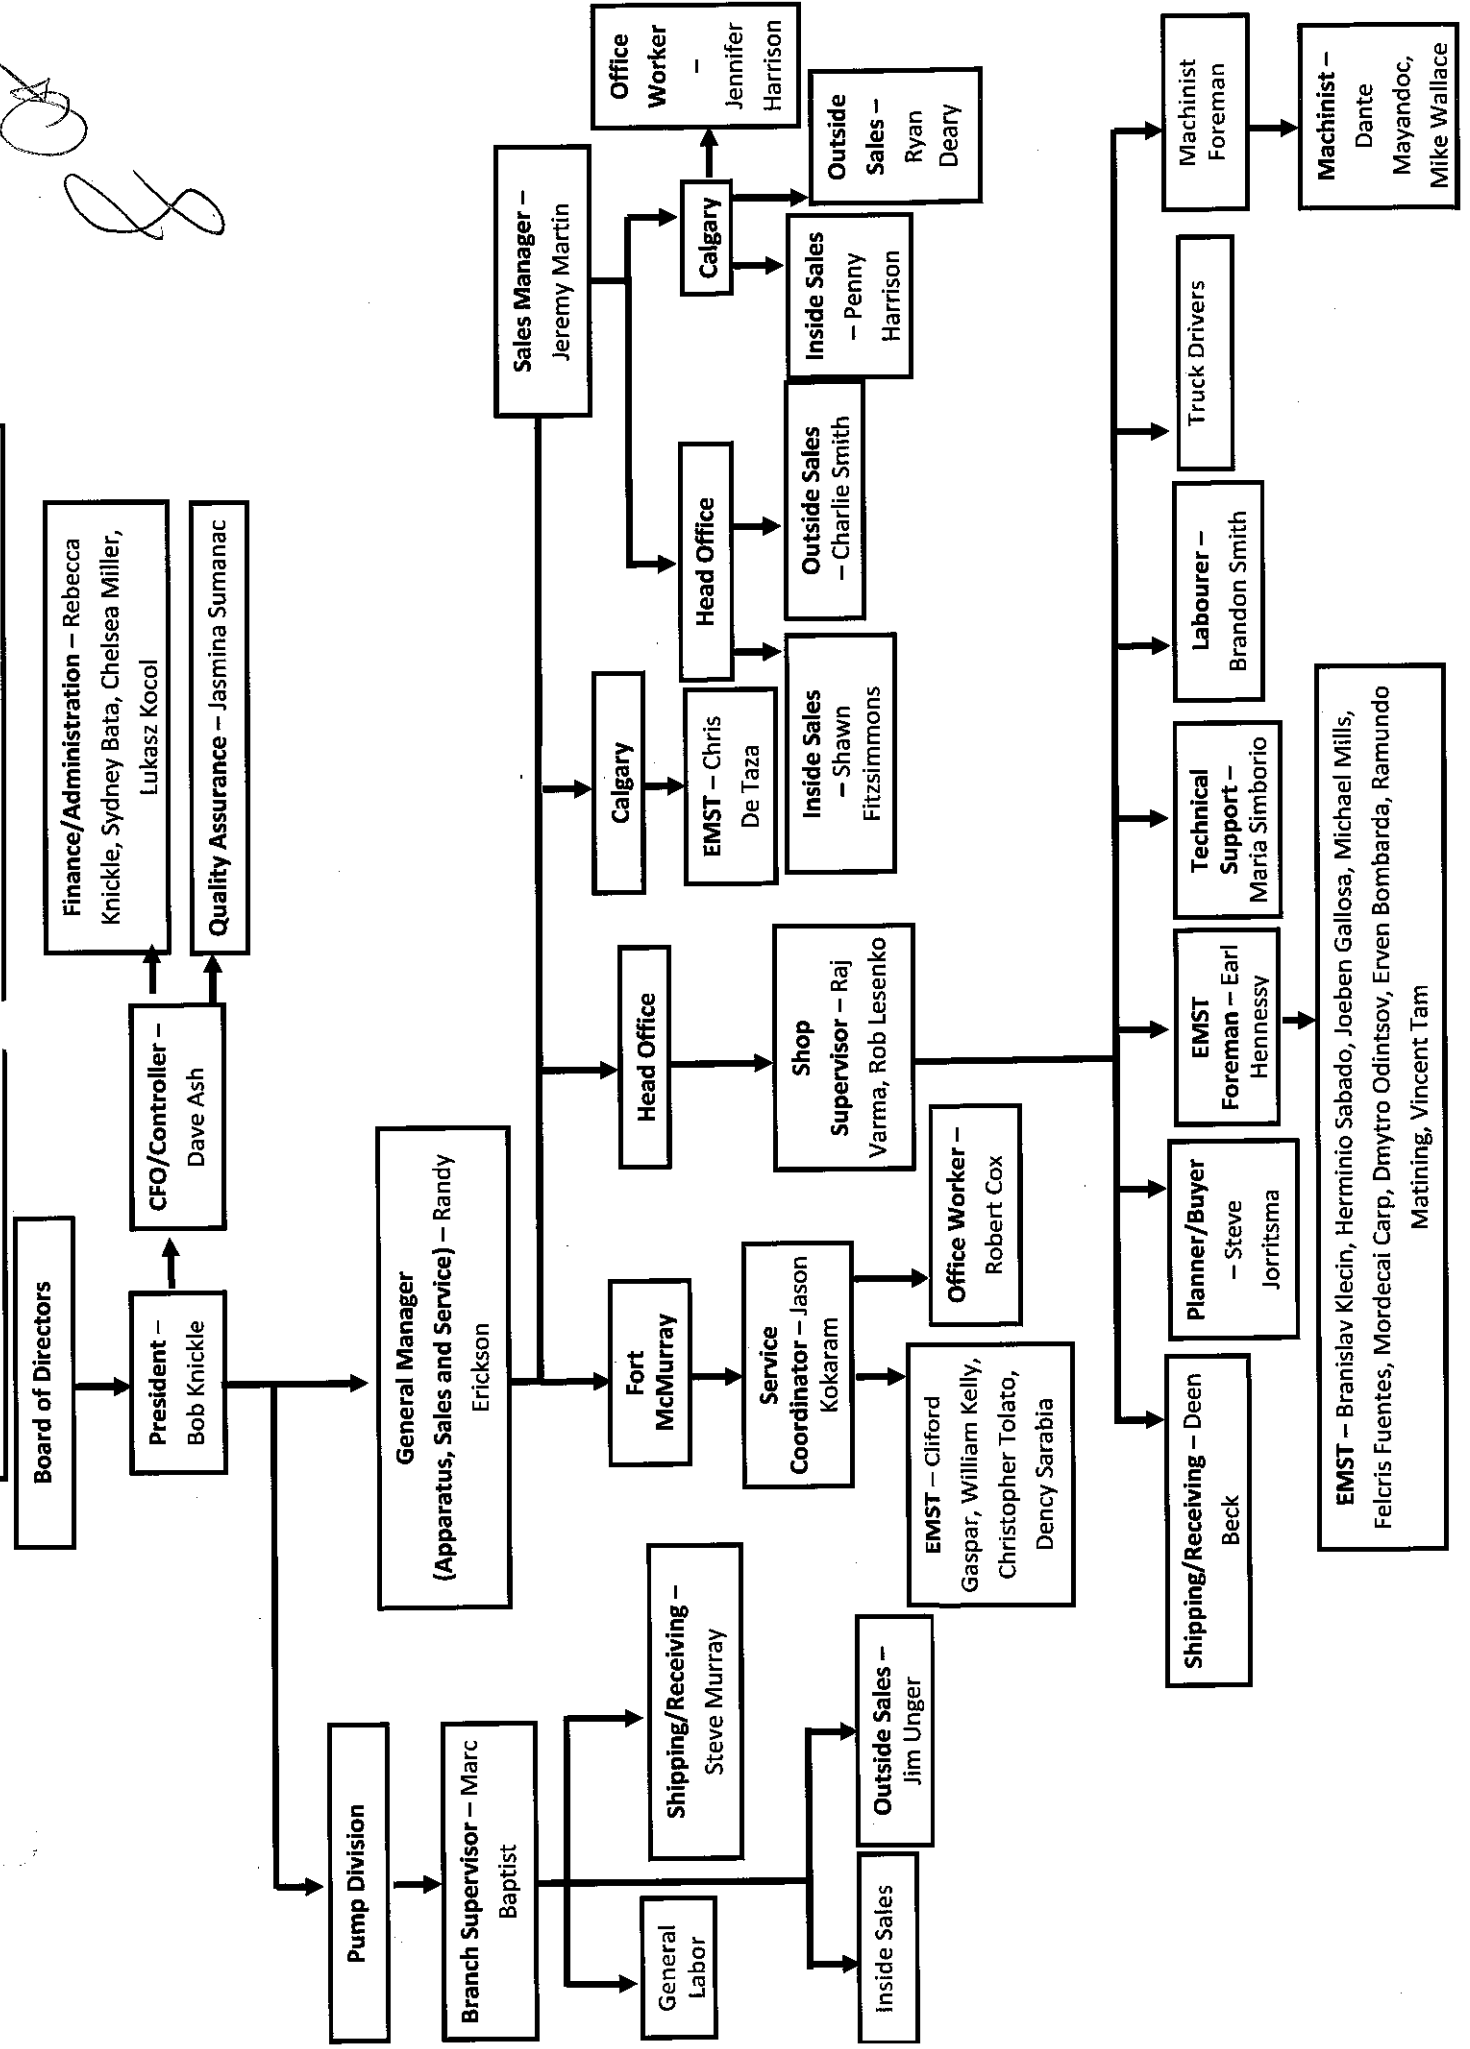 Board of Directors
President –
Bob Knickle
CFO/Controller –
Dave Ash
Finance/Administration – Rebecca
Knickle, Sydney Bata, Chelsea Miller,
Lukasz Kocol
Quality Assurance – Jasmina Sumanac
Pump Division
Branch Supervisor – Marc
Baptist
General
Labor
Shipping/Receiving –
Steve Murray
Inside Sales
Outside Sales –
Jim Unger
General Manager
(Apparatus, Sales and Service) – Randy
Erickson
Sales Manager –
Jeremy Martin
Fort
McMurray
Service
Coordinator – Jason
Kokaram
EMST – Cliford
Gaspar, William Kelly,
Christopher Tolato,
Dency Sarabia
Office Worker –
Robert Cox
Head Office
Shop
Supervisor – Raj
Varma, Rob Lesenko
Calgary
EMST – Chris
De Taza
Head Office
Inside Sales
– Shawn
Fitzsimmons
Outside Sales
– Charlie Smith
Calgary
Inside Sales
– Penny
Harrison
Outside
Sales –
Ryan
Deary
Office
Worker
–
Jennifer
Harrison
Shipping/Receiving – Deen
Beck
Planner/Buyer
– Steve
Jorritsma
EMST
Foreman – Earl
Hennessy
Technical
Support –
Maria Simborio
Labourer –
Brandon Smith
Truck Drivers
Machinist
Foreman
EMST – Branislav Klecin, Herminio Sabado, Joeben Gallosa, Michael Mills,
Felcris Fuentes, Mordecai Carp, Dmytro Odintsov, Erven Bombarda, Ramundo
Matining, Vincent Tam
Machinist –
Dante
Mayandoc,
Mike Wallace